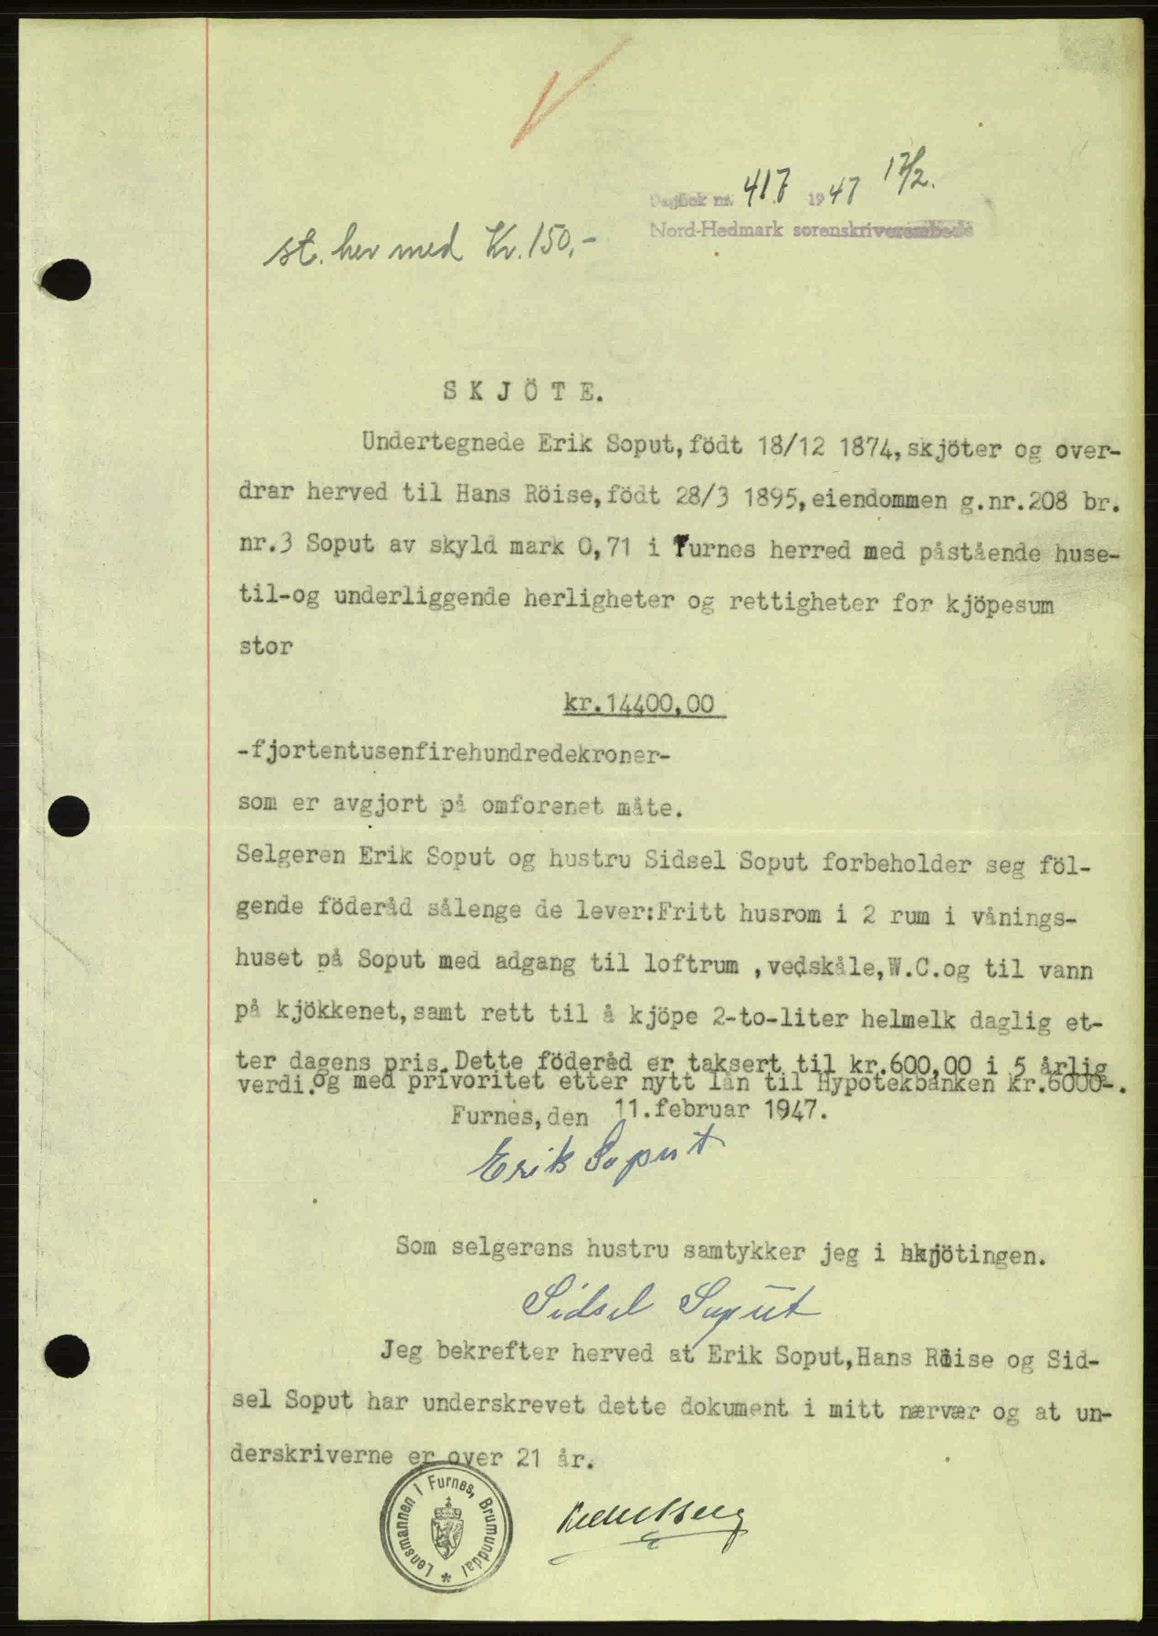 Dagbok nr. 417 1947 17/2.
Nord-Hedmark sorenskriverembede
st. her med Kr. 150,-
SKJÖTE.
Undertegnede Erik Soput, födt 18/12 1874, skjöter og over-
drar herved til Hans Röise, födt 28/3 1895, eiendommen g.nr.208 br.
nr.3 Soput av skyld mark 0,71 i Furnes herred med påstående huse-
til-og underliggende herligheter og rettigheter for kjöpesum
stor
kr.14400,00
-fjortentusenfirehundredekroner-
som er avgjort på omforenet måte.
Selgeren Erik Soput og hustru Sidsel Soput forbeholder seg föl-
gende föderåd sålenge de lever:Fritt husrom i 2 rum i vånings-
huset på Soput med adgang til loftrum ,vedskåle,W.C.og til vann
på kjökkenet,samt rett til å kjöpe 2-to-liter helmelk daglig et-
ter dagens pris. Dette föderåd er taksert til kr.600,00 i 5 årlig
verdi.og med privoritet etter nytt lån til Hypotekbanken kr.6000-.
Furnes, den 11.februar 1947.
Erik Soput
Som selgerens hustru samtykker jeg i skjötingen.
Sidsel Soput
Jeg bekrefter herved at Erik Soput,Hans Röise og Sid-
sel Soput har underskrevet dette dokument i mitt nærvær og at un-
derskriverne er over 21 år.
Lensmannen i Furnes, Brumunddal